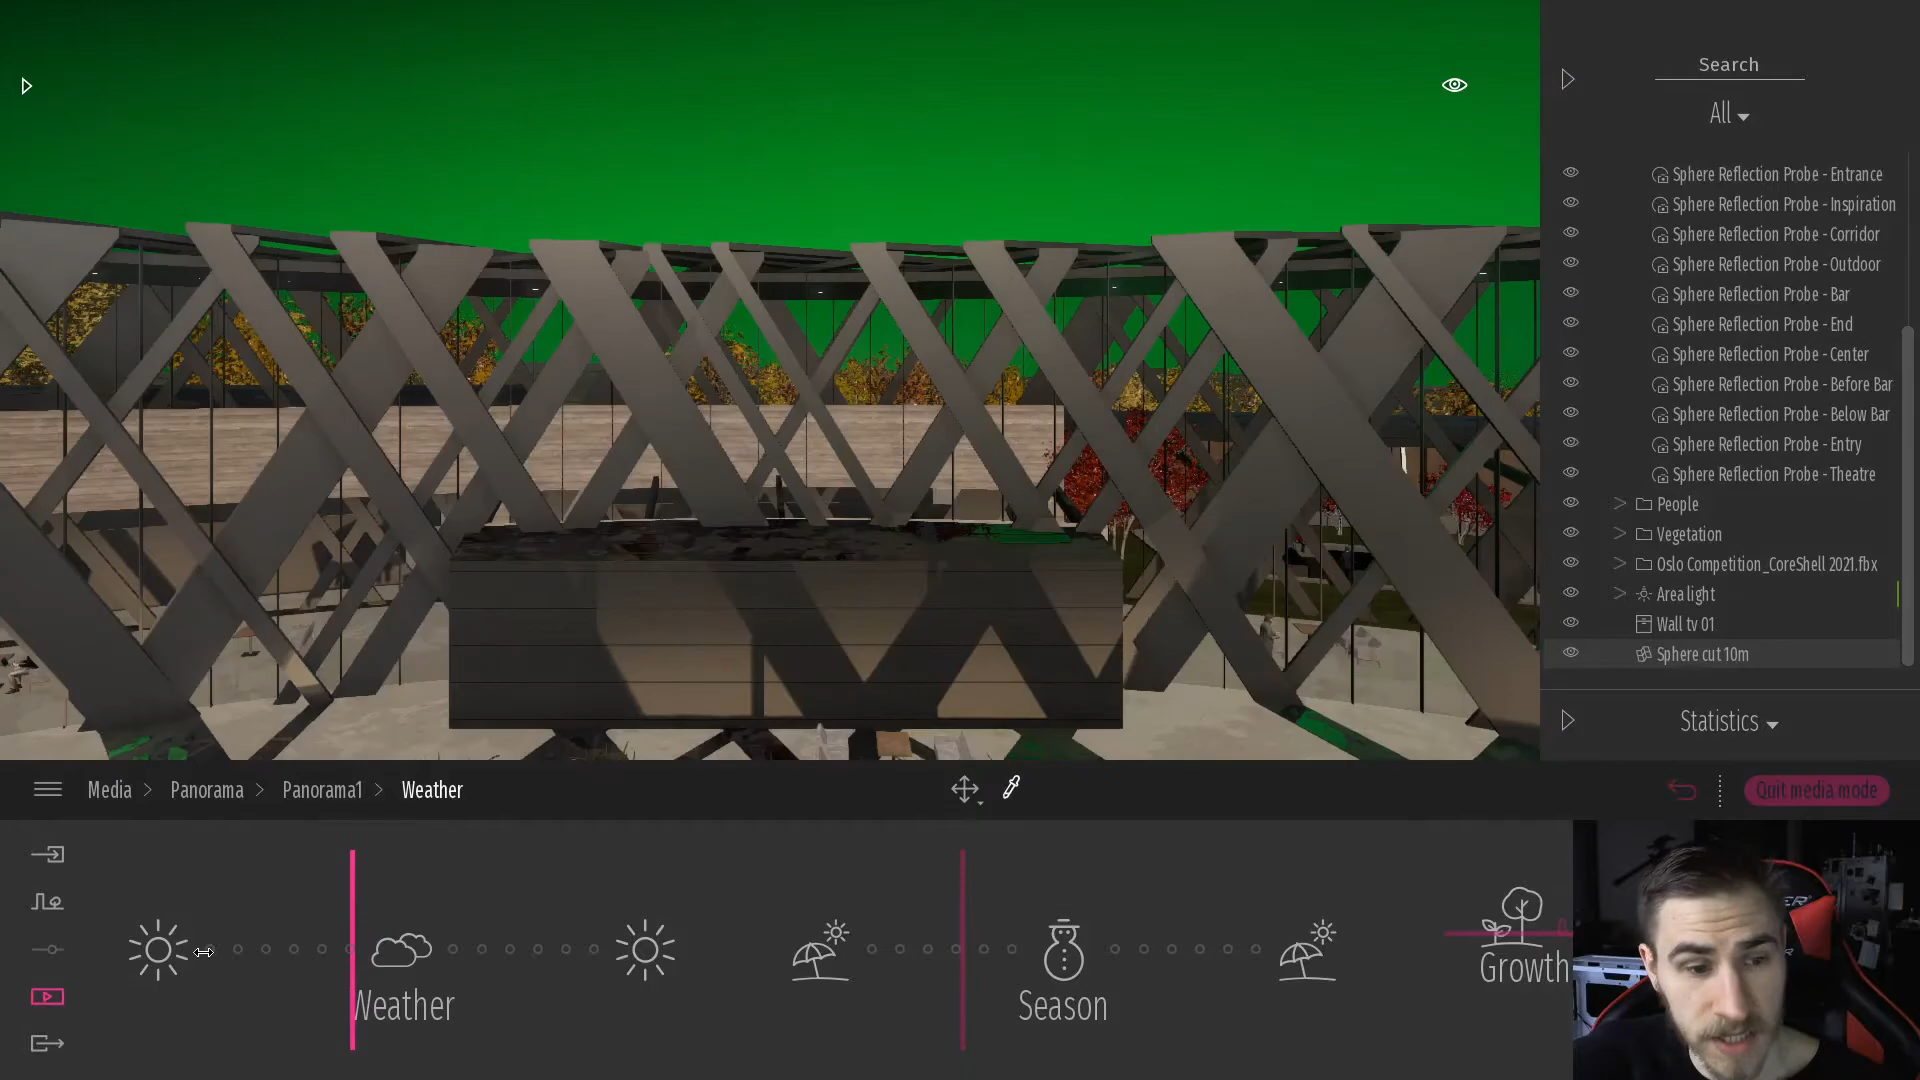 Search
All
Sphere Reflection Probe - Entrance
Sphere Reflection Probe - Inspiration
Sphere Reflection Probe - Corridor
Sphere Reflection Probe - Outdoor
Sphere Reflection Probe - Bar
Sphere Reflection Probe - End
Sphere Reflection Probe - Center
Sphere Reflection Probe - Before Bar
Sphere Reflection Probe - Below Bar
Sphere Reflection Probe - Entry
Sphere Reflection Probe - Theatre
People
Vegetation
Oslo Competition_CoreShell 2021.fbx
Area light
Wall tv 01
Sphere cut 10m
Statistics
Media > Panorama > Panorama1 > Weather
Quit media mode
Weather
Season
Growth